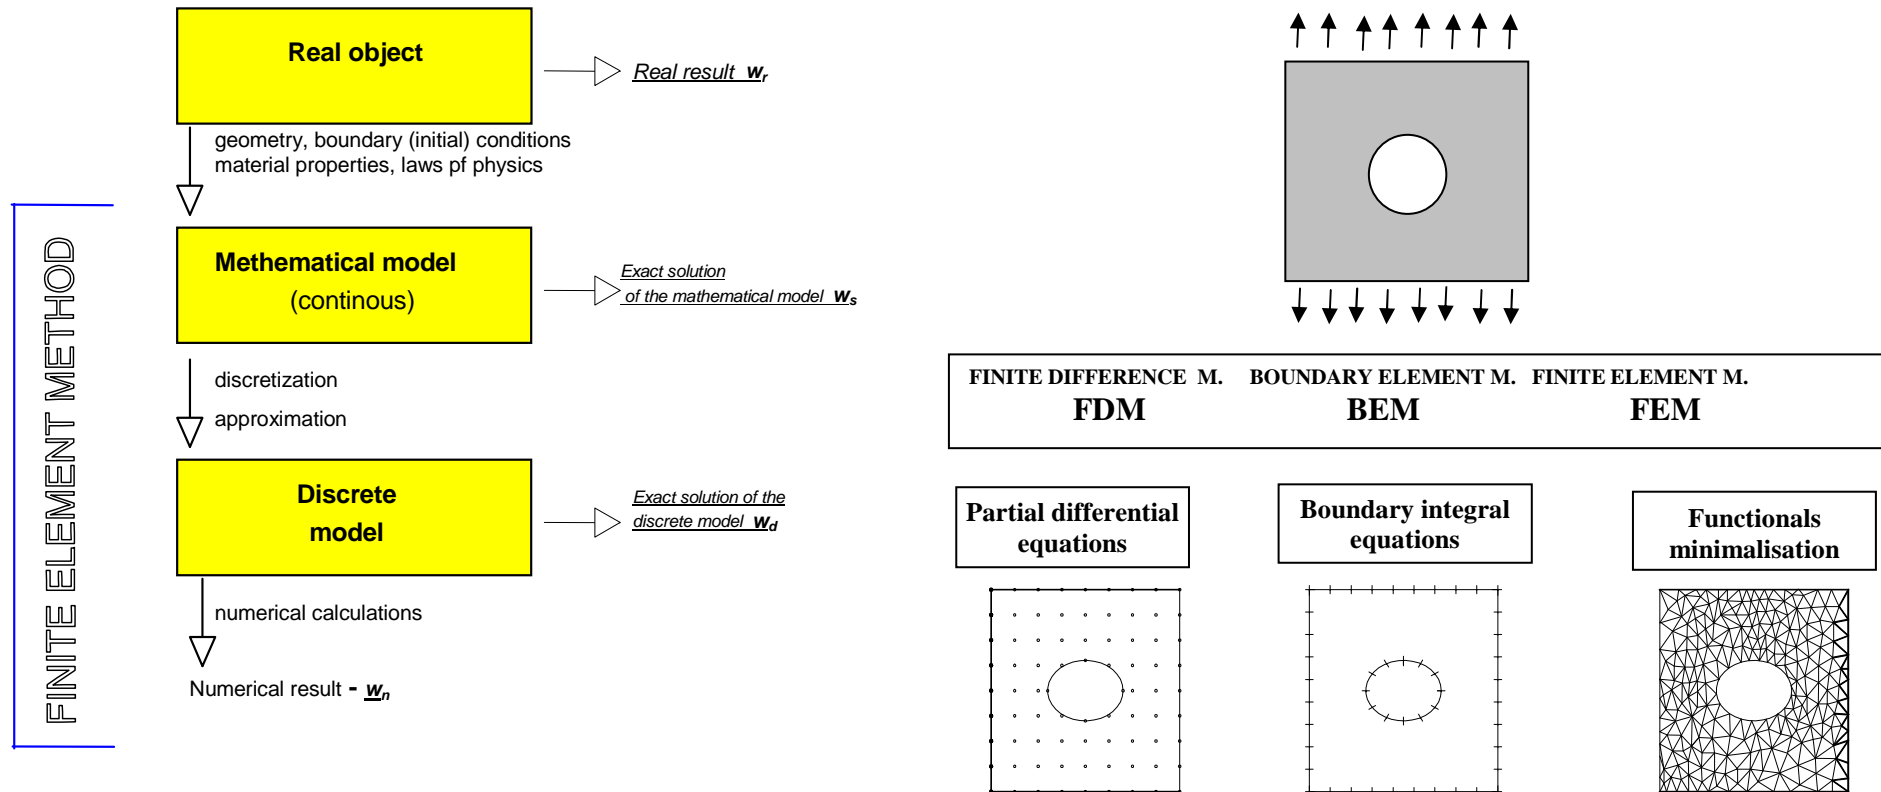 Real object
Real result w_r
geometry, boundary (initial) conditions
material properties, laws pf physics
FINITE ELEMENT METHOD
Methematical model
(continous)
Exact solution
of the mathematical model w_s
discretization
approximation
Discrete
model
Exact solution of the
discrete model w_d
numerical calculations
Numerical result - w_n
FINITE DIFFERENCE M. BOUNDARY ELEMENT M. FINITE ELEMENT M.
FDM BEM FEM
Partial differential
equations
Boundary integral
equations
Functionals
minimalisation